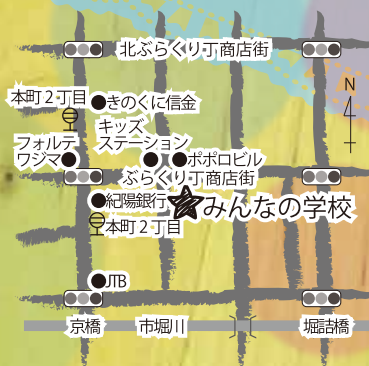 北ぶらくり丁商店街
N
本町2丁目
きのくに信金
キッズ
ステーション
フォルテ
ワジマ
ポポロビル
ぶらくり丁商店街
紀陽銀行
みんなの学校
本町2丁目
JTB
京橋
市堀川
堀詰橋